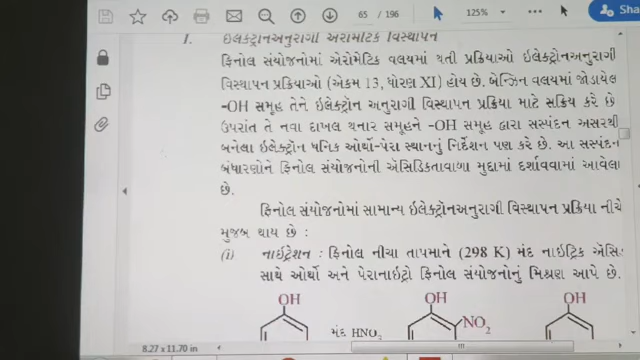 65 / 196
125%
Shar
1. ઇલેક્ટ્રોનઅનુરાગી અરોમેટિક વિસ્થાપન
ફિનોલ સંયોજનોમાં એરોમેટિક વલયમાં થતી પ્રક્રિયાઓ ઇલેક્ટ્રોનઅનુરાગી
વિસ્થાપન પ્રક્રિયાઓ (એકમ 13, ધોરણ XI) હોય છે. બેન્ઝિન વલયમાં જોડાયેલ
-OH સમૂહ તેને ઇલેક્ટ્રોન અનુરાગી વિસ્થાપન પ્રક્રિયા માટે સક્રિય કરે છે
ઉપરાંત તે નવા દાખલ થનાર સમૂહને –OH સમૂહ દ્વારા સસ્પંદન અસરથી
બનેલા ઇલેક્ટ્રોન ધનિક ઓર્થો-પેરા સ્થાનનું નિર્દેશન પણ કરે છે. આ સસ્પંદન
બંધારણોને ફિનોલ સંયોજનોની ઍસિડિકતાવાળા મુદ્દામાં દર્શાવવામાં આવેલા
છે.
ફિનોલ સંયોજનોમાં સામાન્ય ઇલેક્ટ્રોનઅનુરાગી વિસ્થાપન પ્રક્રિયા નીચે
મુજબ થાય છે :
(i) નાઇટ્રેશન : ફિનોલ નીચા તાપમાને (298 K) મંદ નાઇટ્રિક ઍસિ
સાથે ઓર્થો અને પેરાનાઇટ્રો ફિનોલ સંયોજનોનું મિશ્રણ આપે છે.
OH OH OH
મંદ HNO₃ NO₂
8.27 x 11.70 in